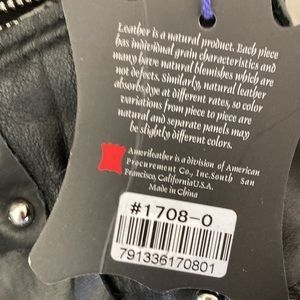 Leather is a natural product. Each piece
has individual grain characteristics and
many have natural blemishes which are
not defects. Similarly, natural leather
absorbs dye at different rates, so color
variations from piece to piece are
natural and separate panels may
be slightly different colors.
Amerileather is a division of American
Procurement Co., Inc.South San
Francisco, CaliforniaU.S.A.
Made in China
#1708-0
791336170801